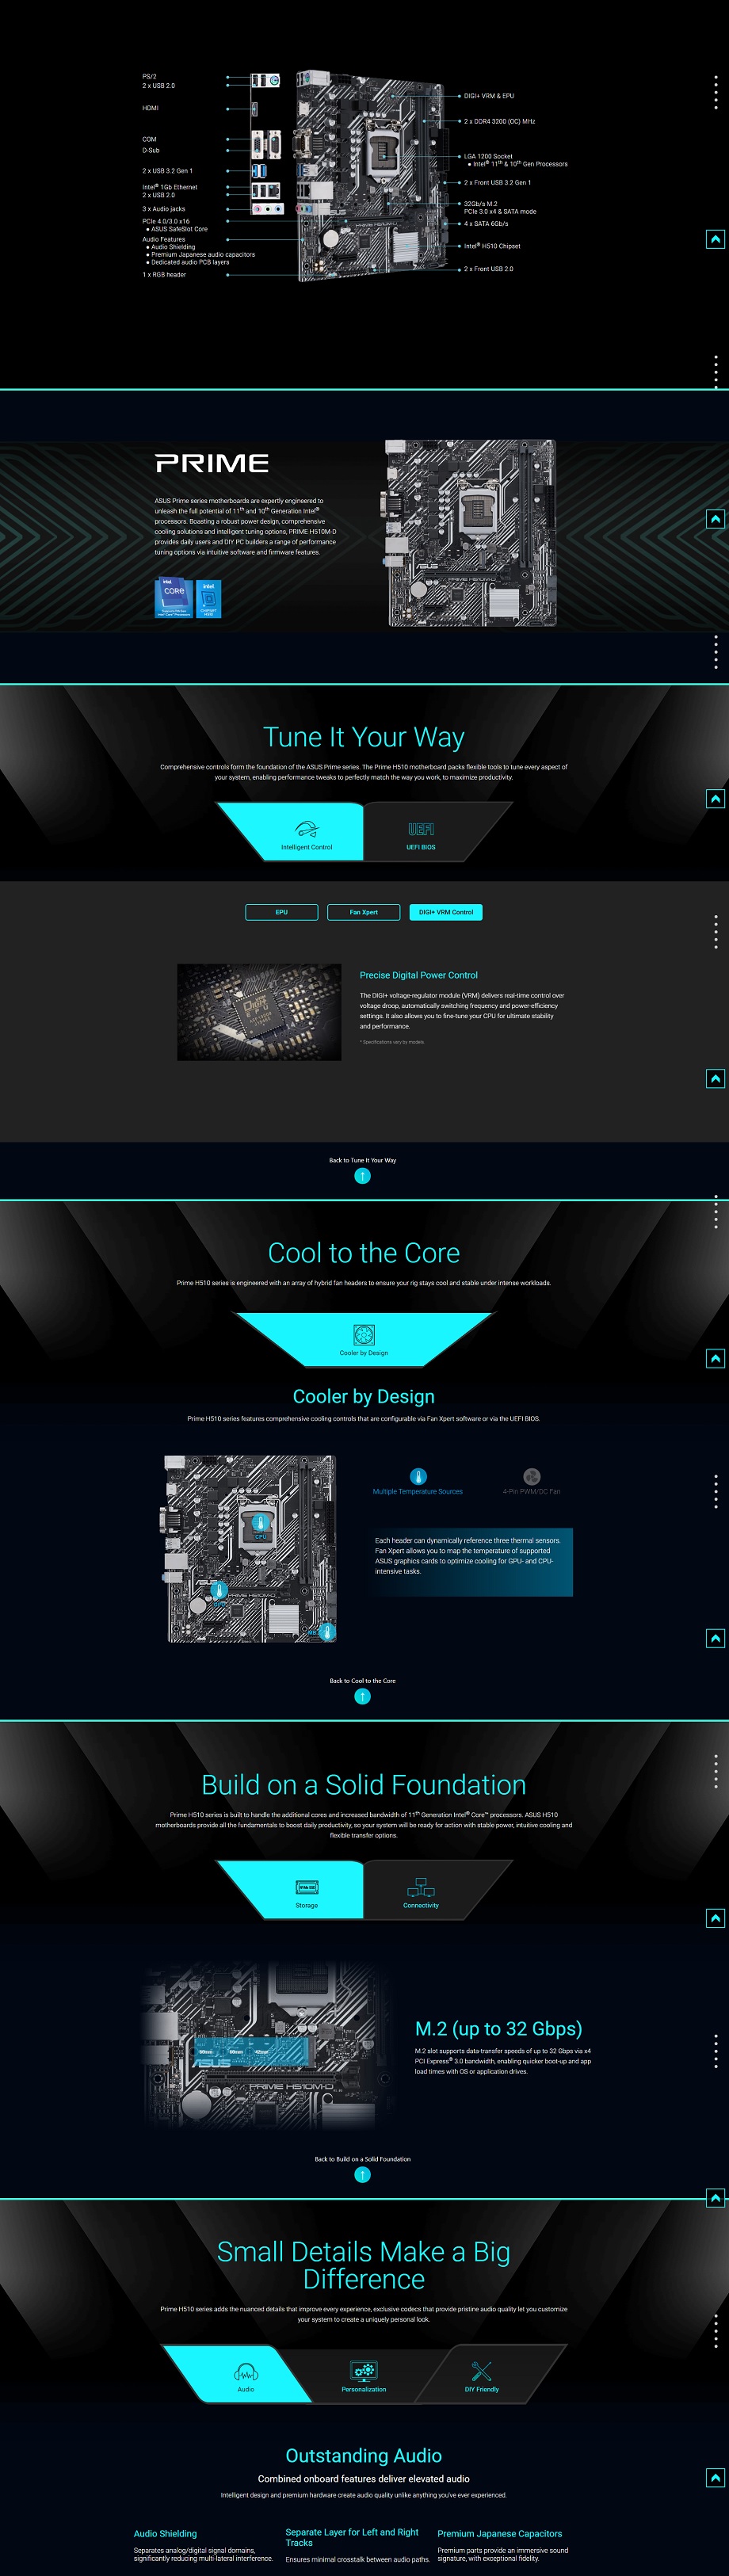 PS/2
2 x USB 2.0
HDMI
COM
D-Sub
2 x USB 3.2 Gen 1
Intel® 1Gb Ethernet
2 x USB 2.0
3 x Audio jacks
PCIe 4.0/3.0 x16
• ASUS SafeSlot Core
Audio Features
• Audio Shielding
• Premium Japanese audio capacitors
• Dedicated audio PCB layers
1 x RGB header
DIGI+ VRM & EPU
2 x DDR4 3200 (OC) MHz
LGA 1200 Socket
• Intel® 11th & 10th Gen Processors
2 x Front USB 3.2 Gen 1
32Gb/s M.2
PCIe 3.0 x4 & SATA mode
4 x SATA 6Gb/s
Intel® H510 Chipset
2 x Front USB 2.0
PRIME
ASUS Prime series motherboards are expertly engineered to
unleash the full potential of 11th and 10th Generation Intel®
processors. Boasting a robust power design, comprehensive
cooling solutions and intelligent tuning options, PRIME H510M-D
provides daily users and DIY PC builders a range of performance
tuning options via intuitive software and firmware features.
intel
CORE
intel
CHIPSET
ASUS
PRIME H510M-D
Tune It Your Way
Comprehensive controls form the foundation of the ASUS Prime series. The Prime H510 motherboard packs flexible tools to tune every aspect of
your system, enabling performance tweaks to perfectly match the way you work, to maximize productivity.
Intelligent Control
UEFI
UEFI BIOS
EPU
Fan Xpert
DIGI+ VRM Control
Precise Digital Power Control
The DIGI+ voltage-regulator module (VRM) delivers real-time control over
voltage droop, automatically switching frequency and power-efficiency
settings. It also allows you to fine-tune your CPU for ultimate stability
and performance.
* Specifications vary by models.
Back to Tune It Your Way
Cool to the Core
Prime H510 series is engineered with an array of hybrid fan headers to ensure your rig stays cool and stable under intense workloads.
Cooler by Design
Cooler by Design
Prime H510 series features comprehensive cooling controls that are configurable via Fan Xpert software or via the UEFI BIOS.
CPU
ASUS
Multiple Temperature Sources
4-Pin PWM/DC Fan
Each header can dynamically reference three thermal sensors.
Fan Xpert allows you to map the temperature of supported
ASUS graphics cards to optimize cooling for GPU- and CPU-
intensive tasks.
Back to Cool to the Core
Build on a Solid Foundation
Prime H510 series is built to handle the additional cores and increased bandwidth of 11th Generation Intel® Core™ processors. ASUS H510
motherboards provide all the fundamentals to boost daily productivity, so your system will be ready for action with stable power, intuitive cooling and
flexible transfer options.
Storage
Connectivity
ASUS
PRIME H510M-D
M.2 (up to 32 Gbps)
M.2 slot supports data-transfer speeds of up to 32 Gbps via x4
PCI Express® 3.0 bandwidth, enabling quicker boot-up and app
load times with OS or application drives.
Back to Build on a Solid Foundation
Small Details Make a Big
Difference
Prime H510 series adds the nuanced details that improve every experience, exclusive codecs that provide pristine audio quality let you customize
your system to create a uniquely personal look.
Audio
Personalization
DIY Friendly
Outstanding Audio
Combined onboard features deliver elevated audio
Intelligent design and premium hardware create audio quality unlike anything you've ever experienced.
Audio Shielding
Separates analog/digital signal domains,
significantly reducing multi-lateral interference.
Separate Layer for Left and Right
Tracks
Ensures minimal crosstalk between audio paths.
Premium Japanese Capacitors
Premium parts provide an immersive sound
signature, with exceptional fidelity.